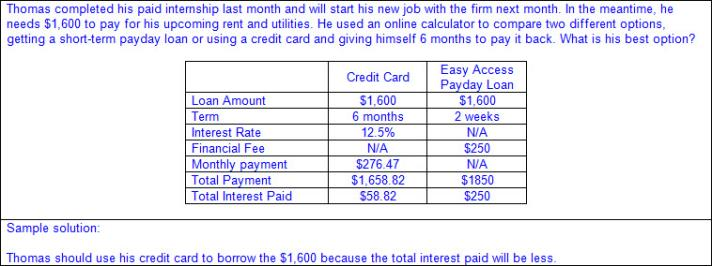 Thomas completed his paid internship last month and will start his new job with the firm next month. In the meantime, he
needs $1,600 to pay for his upcoming rent and utilities. He used an online calculator to compare two different options,
getting a short-term payday loan or using a credit card and giving himself 6 months to pay it back. What is his best option?
Credit Card Easy Access
Payday Loan
Loan Amount $1,600 $1,600
Term 6 months 2 weeks
Interest Rate 12.5% N/A
Financial Fee N/A $250
Monthly payment $276.47 N/A
Total Payment $1,658.82 $1850
Total Interest Paid $58.82 $250
Sample solution:
Thomas should use his credit card to borrow the $1,600 because the total interest paid will be less.